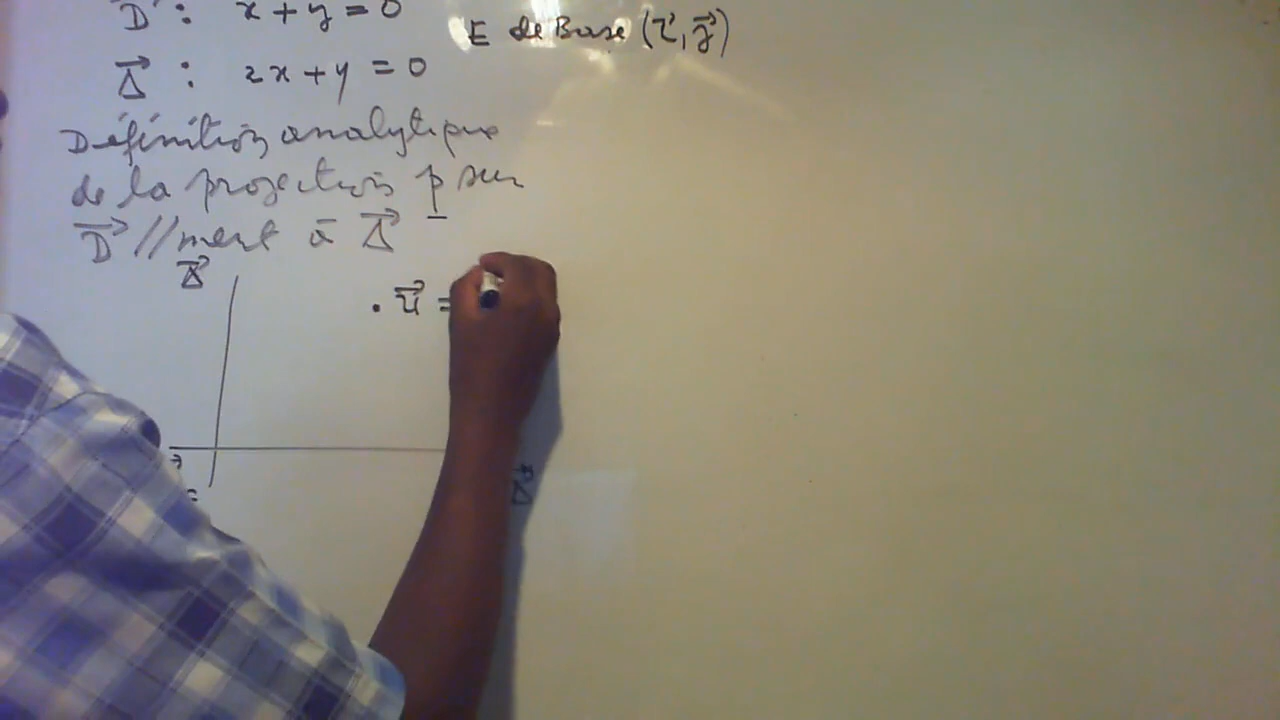 D⃗ : x + y = 0
E de Base (i⃗, j⃗)
Δ⃗ : 2x + y = 0
Définition analytique
de la projection p sur
D⃗ //ment à Δ⃗
Δ⃗
. u⃗ =
D⃗